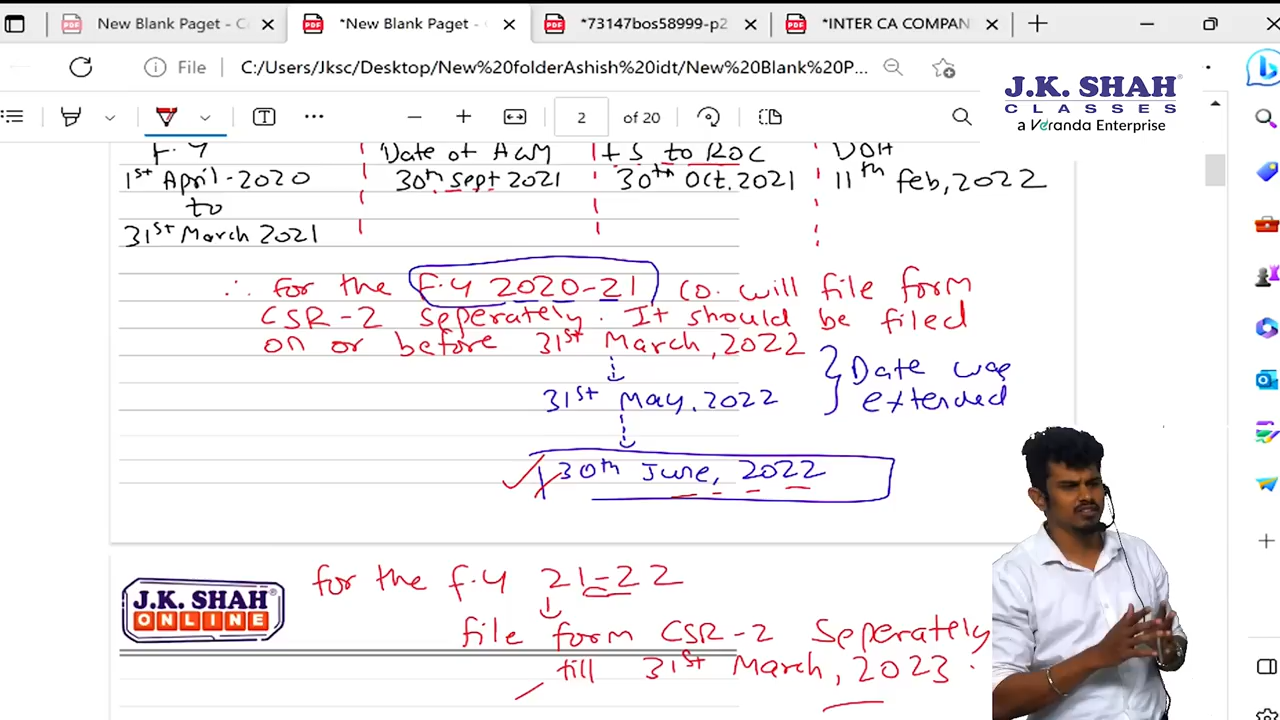 New Blank Paget - C
*New Blank Paget -
*73147bos58999-p2
*INTER CA COMPAN
File
C:/Users/Jksc/Desktop/New%20folderAshish%20idt/New%20Blank%20P...
J.K. SHAH®
CLASSES
a Veranda Enterprise
2 of 20
F.Y
Date of AGM
FS to ROC
1st April-2020
30th Sept 2021
30th Oct, 2021
11th Feb, 2022
to
31st March 2021
∴ for the F.Y 2020-21 co. will file form
CSR-2 seperately. It should be filed
on or before 31st March, 2022
31st May, 2022
Date was
extended
30th June, 2022
J.K. SHAH®
ONLINE
for the F.Y 21-22
file form CSR-2 Seperately
till 31st March, 2023.